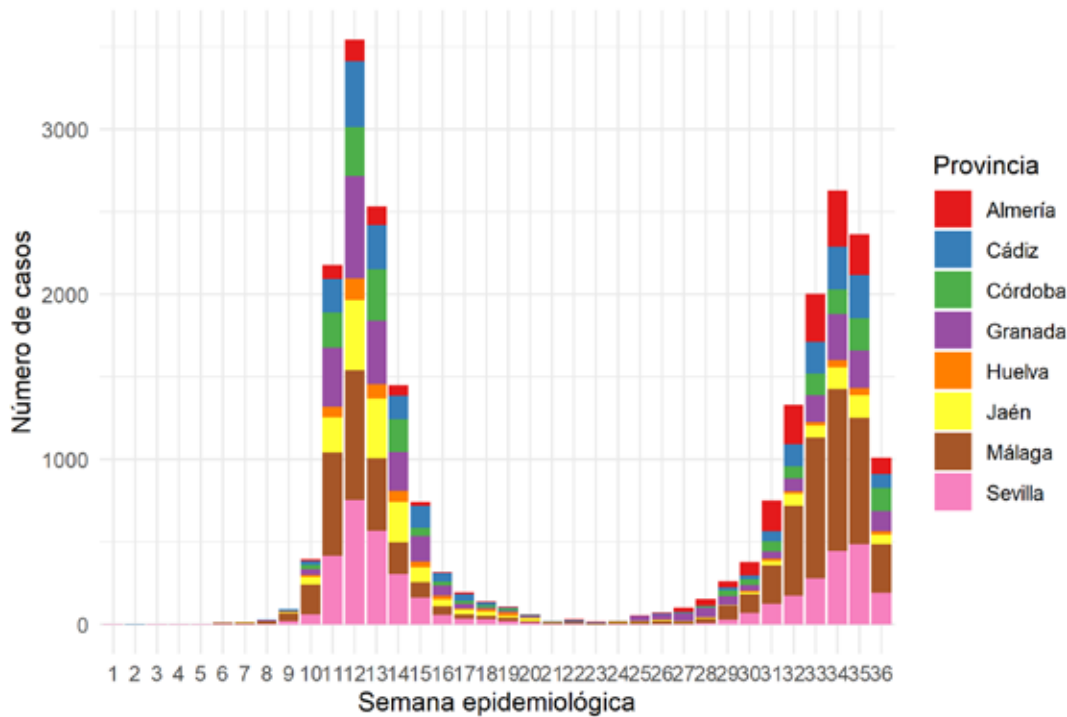 3000
2000
1000
0
Número de casos
1 2 3 4 5 6 7 8 9 10 11 12 13 14 15 16 17 18 19 20 21 22 23 24 25 26 27 28 29 30 31 32 33 34 35 36
Semana epidemiológica
Provincia
Almería
Cádiz
Córdoba
Granada
Huelva
Jaén
Málaga
Sevilla